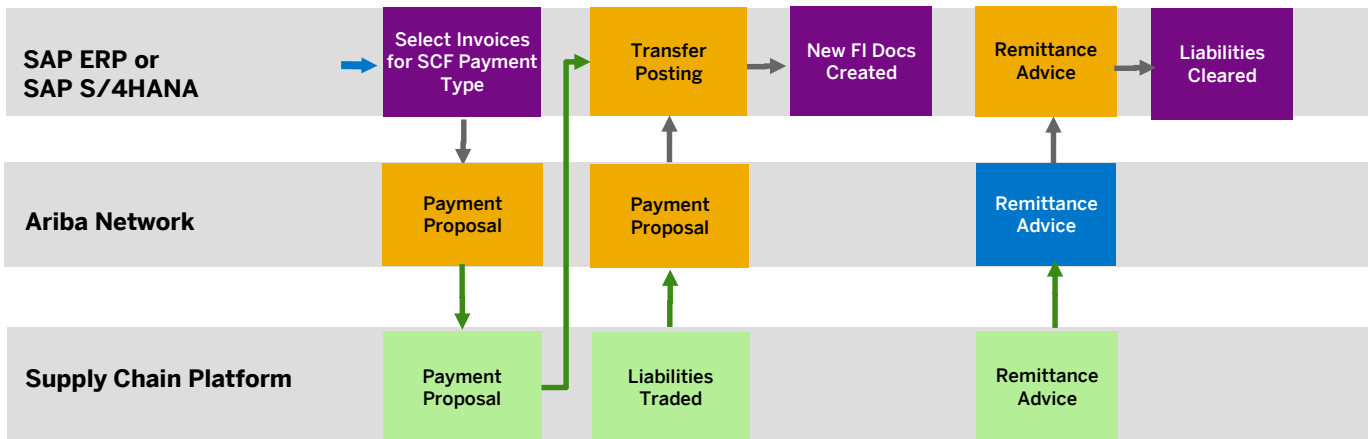 SAP ERP or
SAP S/4HANA
Select Invoices
for SCF Payment
Type
Transfer
Posting
New FI Docs
Created
Remittance
Advice
Liabilities
Cleared
Ariba Network
Payment
Proposal
Payment
Proposal
Remittance
Advice
Supply Chain Platform
Payment
Proposal
Liabilities
Traded
Remittance
Advice